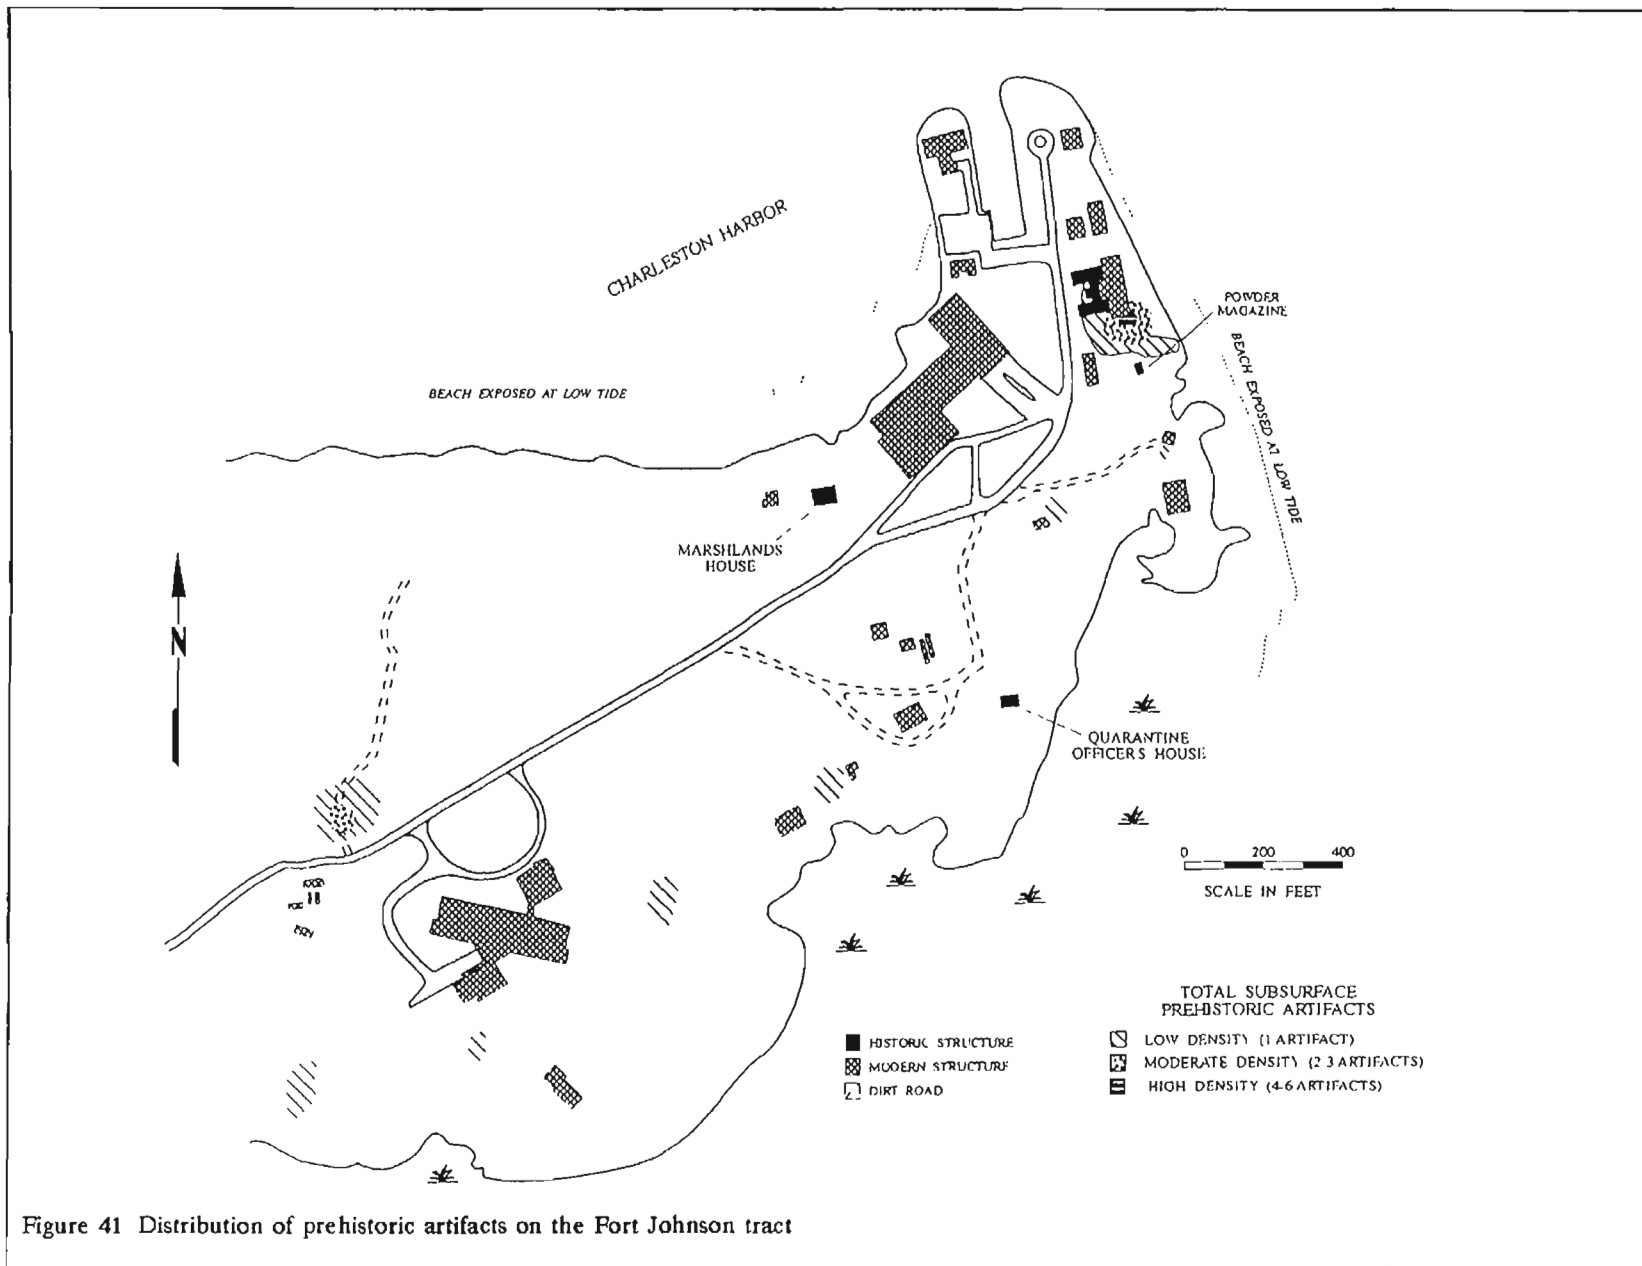 CHARLESTON HARBOR
POWDER
MAGAZINE
BEACH EXPOSED AT LOW TIDE
BEACH EXPOSED AT LOW TIDE
MARSHLANDS
HOUSE
N
QUARANTINE
OFFICERS HOUSE
0 200 400
SCALE IN FEET
TOTAL SUBSURFACE
PREHISTORIC ARTIFACTS
HISTORIC STRUCTURE
MODERN STRUCTURE
DIRT ROAD
LOW DENSITY (1 ARTIFACT)
MODERATE DENSITY (2-3 ARTIFACTS)
HIGH DENSITY (4-6 ARTIFACTS)
Figure 41 Distribution of prehistoric artifacts on the Fort Johnson tract